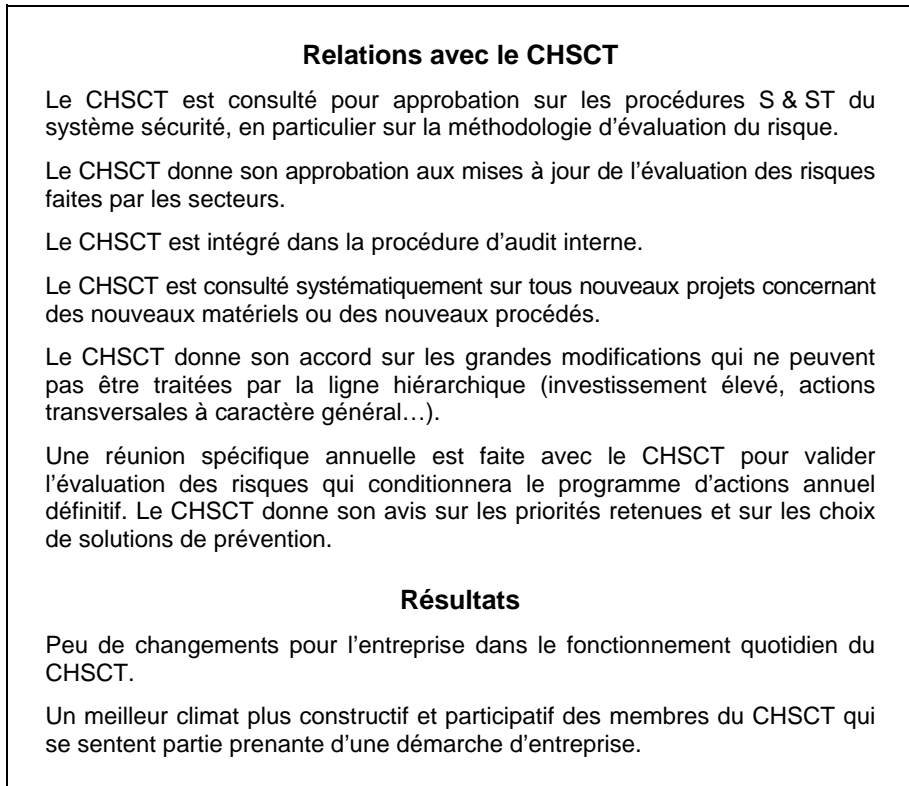 Relations avec le CHSCT
Le CHSCT est consulté pour approbation sur les procédures S & ST du
système sécurité, en particulier sur la méthodologie d’évaluation du risque.
Le CHSCT donne son approbation aux mises à jour de l’évaluation des risques
faites par les secteurs.
Le CHSCT est intégré dans la procédure d’audit interne.
Le CHSCT est consulté systématiquement sur tous nouveaux projets concernant
des nouveaux matériels ou des nouveaux procédés.
Le CHSCT donne son accord sur les grandes modifications qui ne peuvent
pas être traitées par la ligne hiérarchique (investissement élevé, actions
transversales à caractère général…).
Une réunion spécifique annuelle est faite avec le CHSCT pour valider
l’évaluation des risques qui conditionnera le programme d’actions annuel
définitif. Le CHSCT donne son avis sur les priorités retenues et sur les choix
de solutions de prévention.
Résultats
Peu de changements pour l’entreprise dans le fonctionnement quotidien du
CHSCT.
Un meilleur climat plus constructif et participatif des membres du CHSCT qui
se sentent partie prenante d’une démarche d’entreprise.